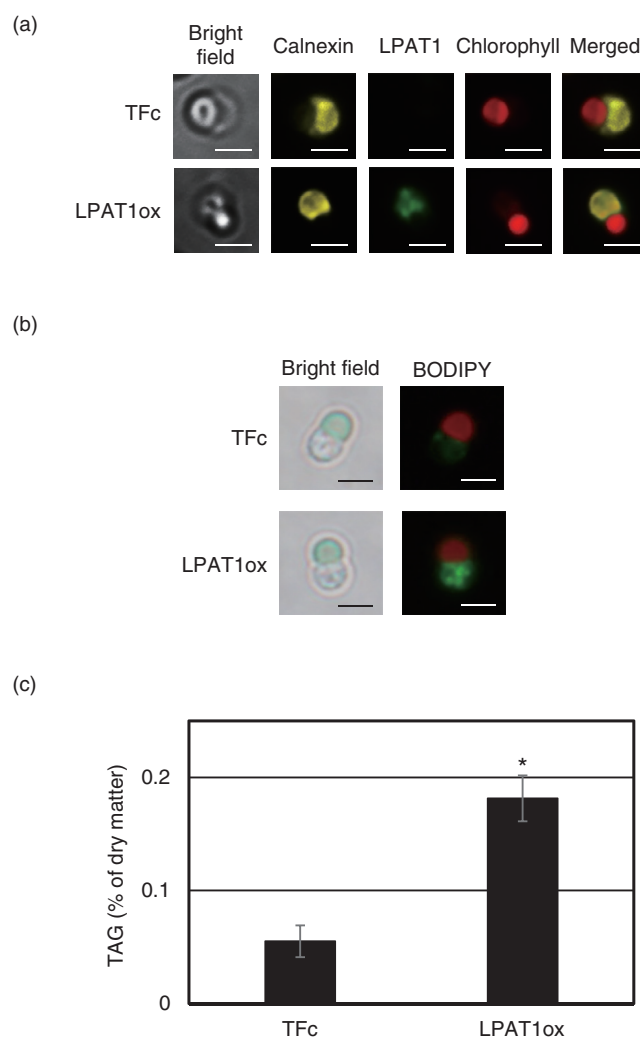 (a)
Bright
field
Calnexin
LPAT1
Chlorophyll
Merged
TFc
LPAT1ox
(b)
Bright field
BODIPY
TFc
LPAT1ox
(c)
TAG (% of dry matter)
0.2
0.1
0
*
TFc
LPAT1ox